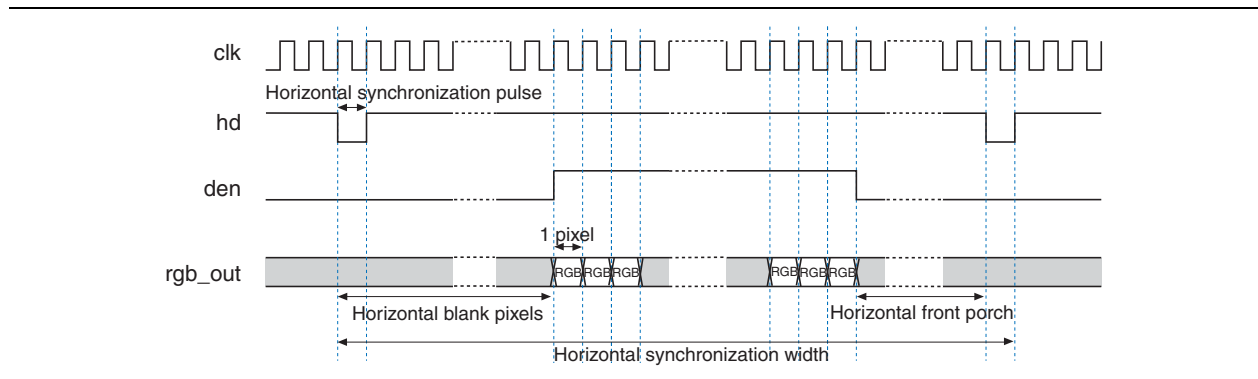 clk
Horizontal synchronization pulse
hd
den
1 pixel
rgb_out
RGB RGB RGB
RGB RGB RGB
Horizontal blank pixels
Horizontal front porch
Horizontal synchronization width